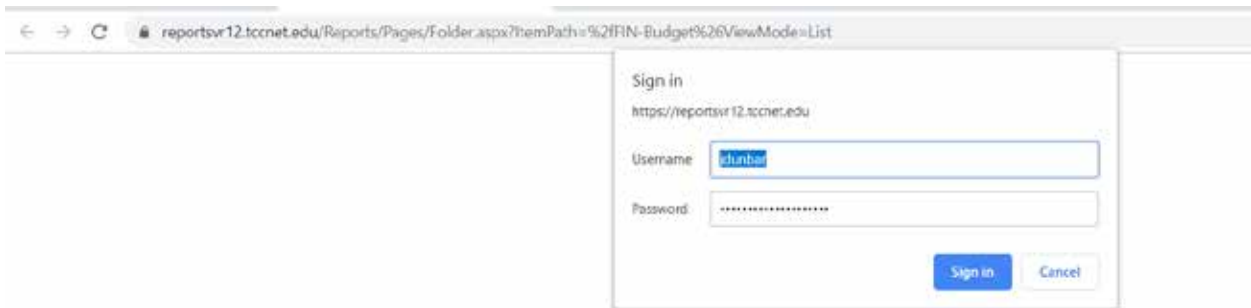 reportsvr12.tccnet.edu/Reports/Pages/Folder.aspx?ItemPath=%2fFIN-Budget%26ViewMode=List
Sign in
https://reportsvr12.tccnet.edu
Username jdunbar
Password ····················
Sign in Cancel